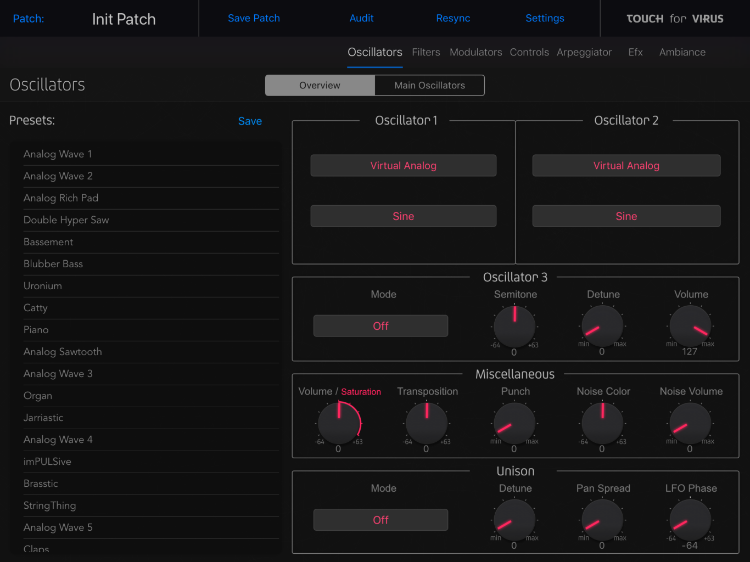 Patch: Init Patch Save Patch Audit Resync Settings TOUCH for VIRUS
Oscillators Filters Modulators Controls Arpeggiator Efx Ambiance
Oscillators Overview Main Oscillators
Presets: Save
Analog Wave 1
Analog Wave 2
Analog Rich Pad
Double Hyper Saw
Bassement
Blubber Bass
Uronium
Catty
Piano
Analog Sawtooth
Analog Wave 3
Organ
Jarriastic
Analog Wave 4
imPULSive
Brasstic
StringThing
Analog Wave 5
Claps
Oscillator 1 Oscillator 2
Virtual Analog Virtual Analog
Sine Sine
Oscillator 3
Mode Semitone Detune Volume
Off
-64 +63 min max min max
0 0 127
Miscellaneous
Volume / Saturation Transposition Punch Noise Color Noise Volume
-64 +63 -64 +63 min max -64 +63 min max
0 0 0 0 0
Unison
Mode Detune Pan Spread LFO Phase
Off
min max min max -64 +63
0 0 -64